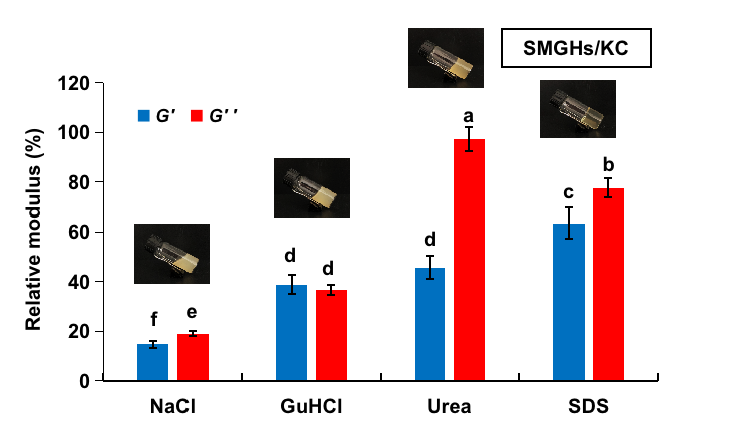 SMGHs/KC
Relative modulus (%)
120
100
80
60
40
20
0
G′ G′ ′
f e
d d
d a
c b
NaCl GuHCl Urea SDS